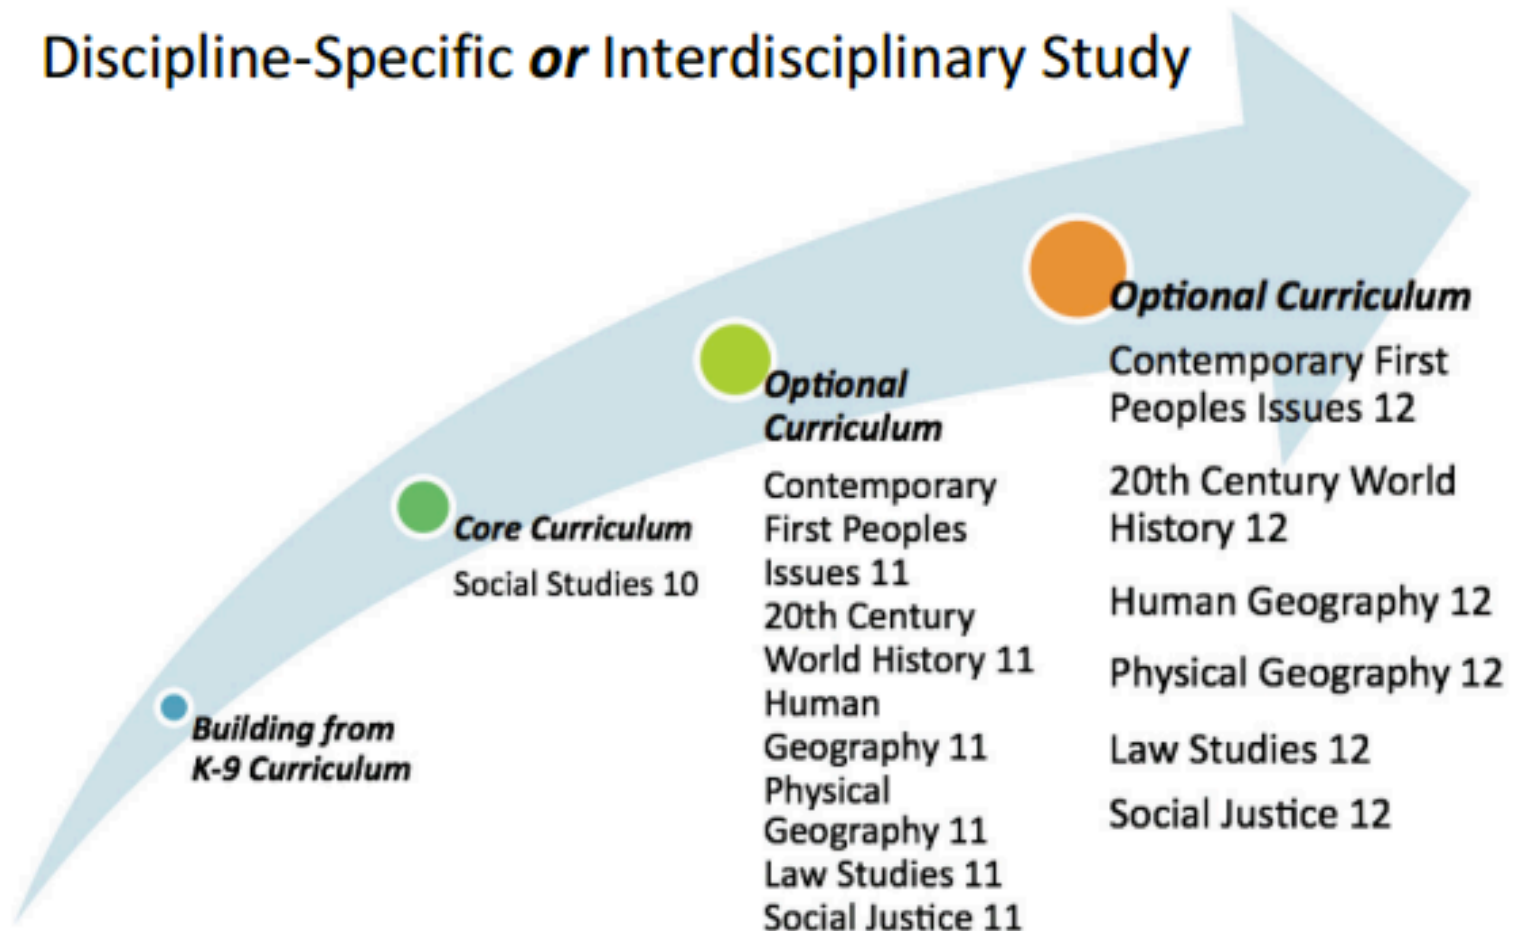 Discipline-Specific or Interdisciplinary Study
Building from
K-9 Curriculum
Core Curriculum
Social Studies 10
Optional
Curriculum
Contemporary
First Peoples
Issues 11
20th Century
World History 11
Human
Geography 11
Physical
Geography 11
Law Studies 11
Social Justice 11
Optional Curriculum
Contemporary First
Peoples Issues 12
20th Century World
History 12
Human Geography 12
Physical Geography 12
Law Studies 12
Social Justice 12